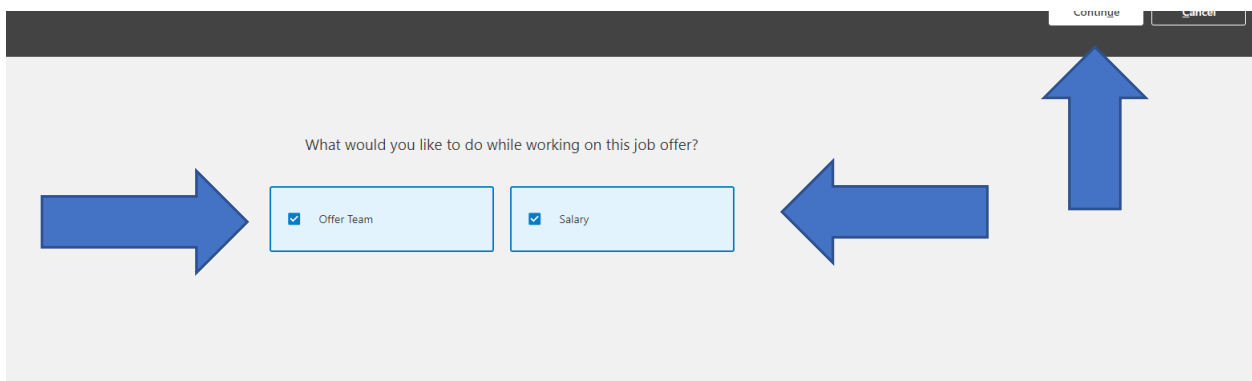 Continue Cancel
What would you like to do while working on this job offer?
Offer Team Salary